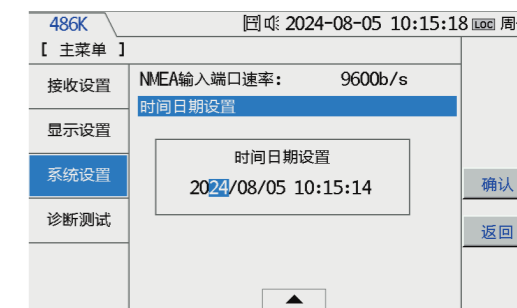 486K 2024-08-05 10:15:18 LOC
[ 主菜单 ]
接收设置
NMEA输入端口速率: 9600b/s
时间日期设置
显示设置
时间日期设置
系统设置
2024/08/05 10:15:14
确认
诊断测试
返回